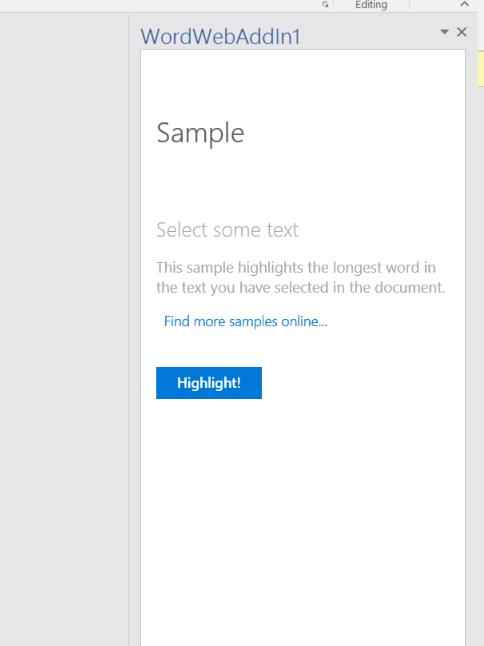 Editing
WordWebAddIn1
Sample
Select some text
This sample highlights the longest word in
the text you have selected in the document.
Find more samples online...
Highlight!